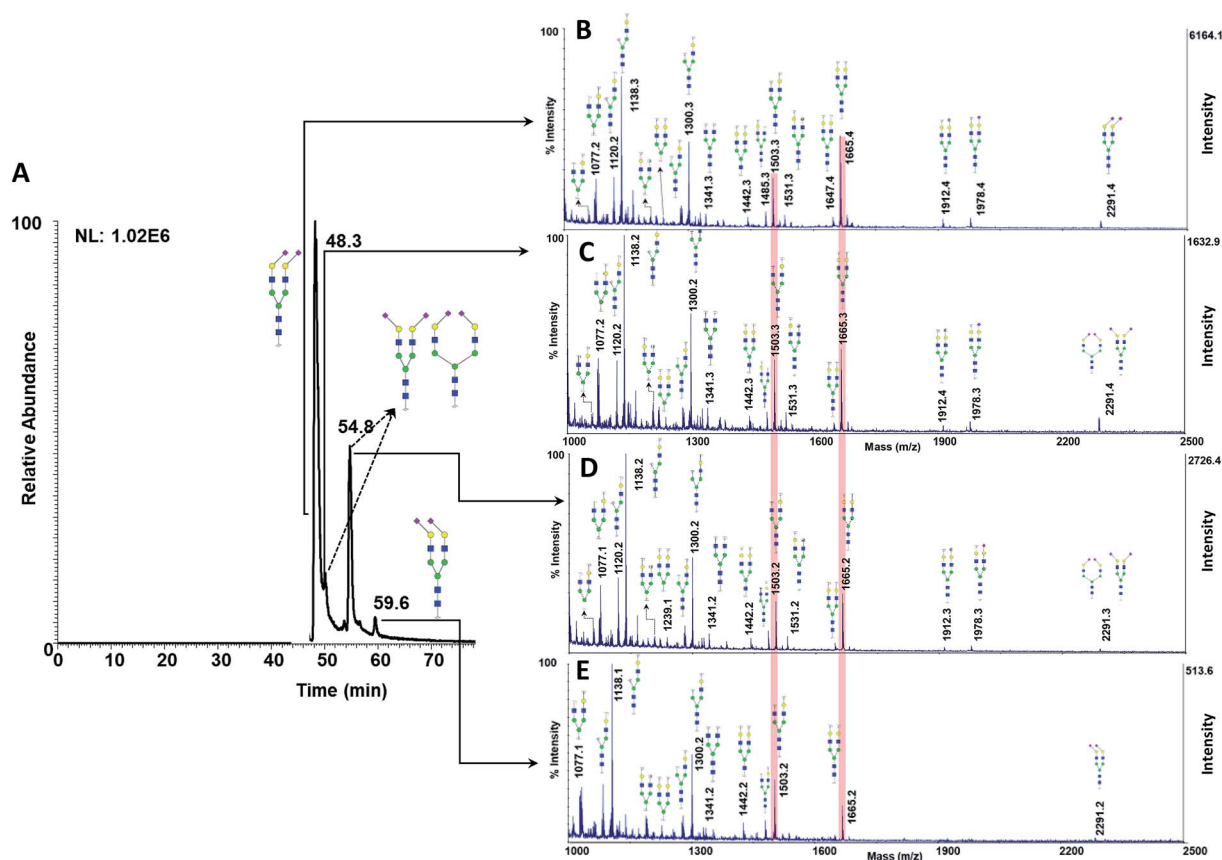 A
NL: 1.02E6
100
48.3
54.8
59.6
0
0 10 20 30 40 50 60 70
Time (min)
Relative Abundance
B
100
6164.1
% Intensity
Intensity
1077.2
1120.2
1138.3
1300.3
1341.3
1442.3
1485.3
1503.3
1531.3
1647.4
1665.4
1912.4
1978.4
2291.4
C
100
1632.9
% Intensity
Intensity
1077.2
1120.2
1138.2
1300.2
1341.3
1442.3
1503.3
1531.3
1665.3
1912.4
1978.3
2291.4
1000 1300 1600 1900 2200 2500
Mass (m/z)
D
100
2726.4
% Intensity
Intensity
1077.1
1120.2
1138.2
1239.1
1300.2
1341.2
1442.2
1503.2
1531.2
1665.2
1912.3
1978.3
2291.3
E
100
513.6
% Intensity
Intensity
1077.1
1138.1
1300.2
1341.2
1442.2
1503.2
1665.2
2291.2
1000 1300 1600 1900 2200 2500
Mass (m/z)